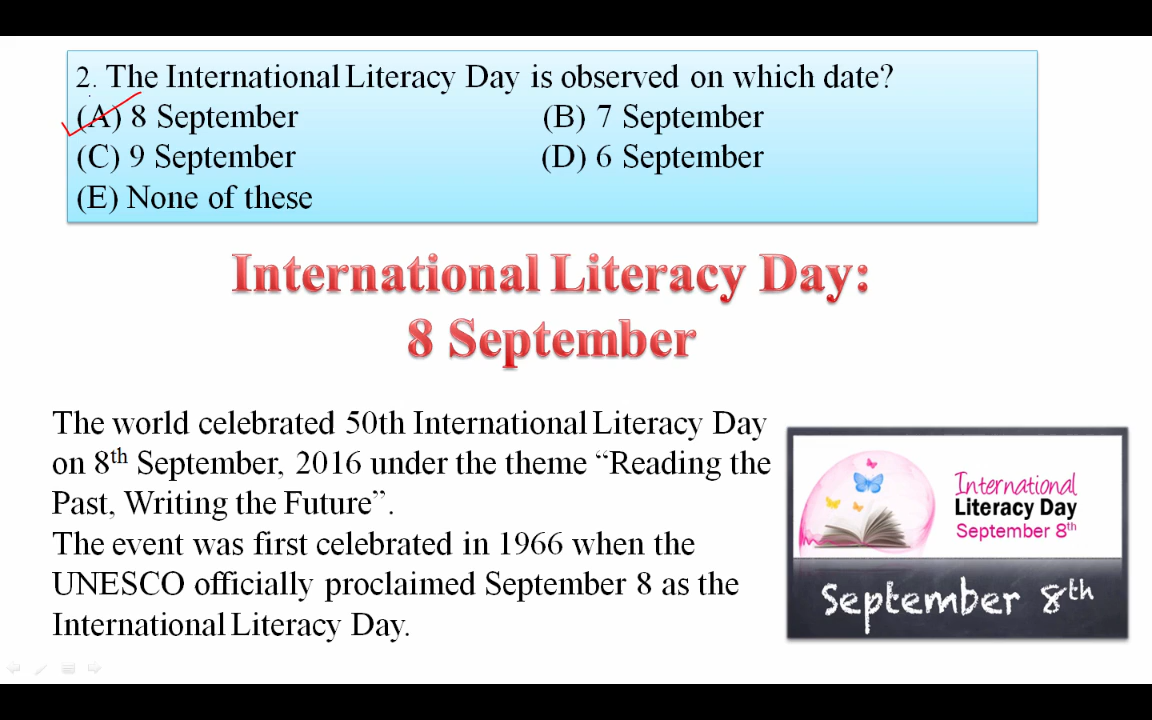 2. The International Literacy Day is observed on which date?
(A) 8 September (B) 7 September
(C) 9 September (D) 6 September
(E) None of these
International Literacy Day:
8 September
The world celebrated 50th International Literacy Day
on 8th September, 2016 under the theme “Reading the
Past, Writing the Future”.
The event was first celebrated in 1966 when the
UNESCO officially proclaimed September 8 as the
International Literacy Day.
International
Literacy Day
September 8th
September 8th